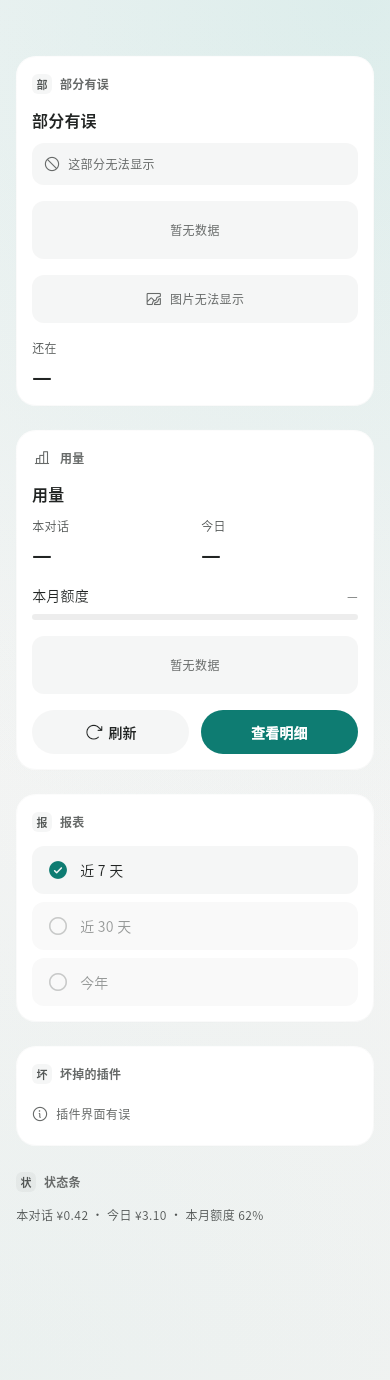 部 部分有误
部分有误
这部分无法显示
暂无数据
图片无法显示
还在
—
用量
用量
本对话 今日
— —
本月额度 —
暂无数据
刷新 查看明细
报 报表
近 7 天
近 30 天
今年
坏 坏掉的插件
插件界面有误
状 状态条
本对话 ¥0.42 · 今日 ¥3.10 · 本月额度 62%